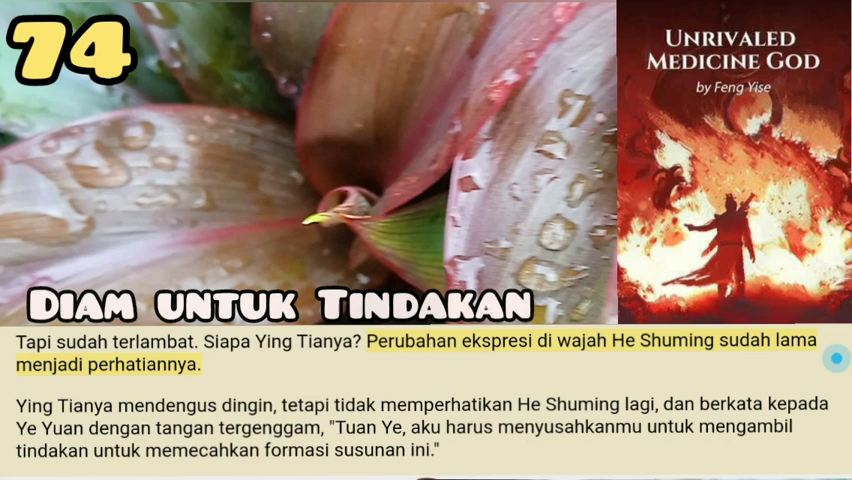 74
UNRIVALED
MEDICINE GOD
by Feng Yise
DIAM UNTUK TINDAKAN
Tapi sudah terlambat. Siapa Ying Tianya? Perubahan ekspresi di wajah He Shuming sudah lama
menjadi perhatiannya.
Ying Tianya mendengus dingin, tetapi tidak memperhatikan He Shuming lagi, dan berkata kepada
Ye Yuan dengan tangan tergenggam, "Tuan Ye, aku harus menyusahkanmu untuk mengambil
tindakan untuk memecahkan formasi susunan ini."